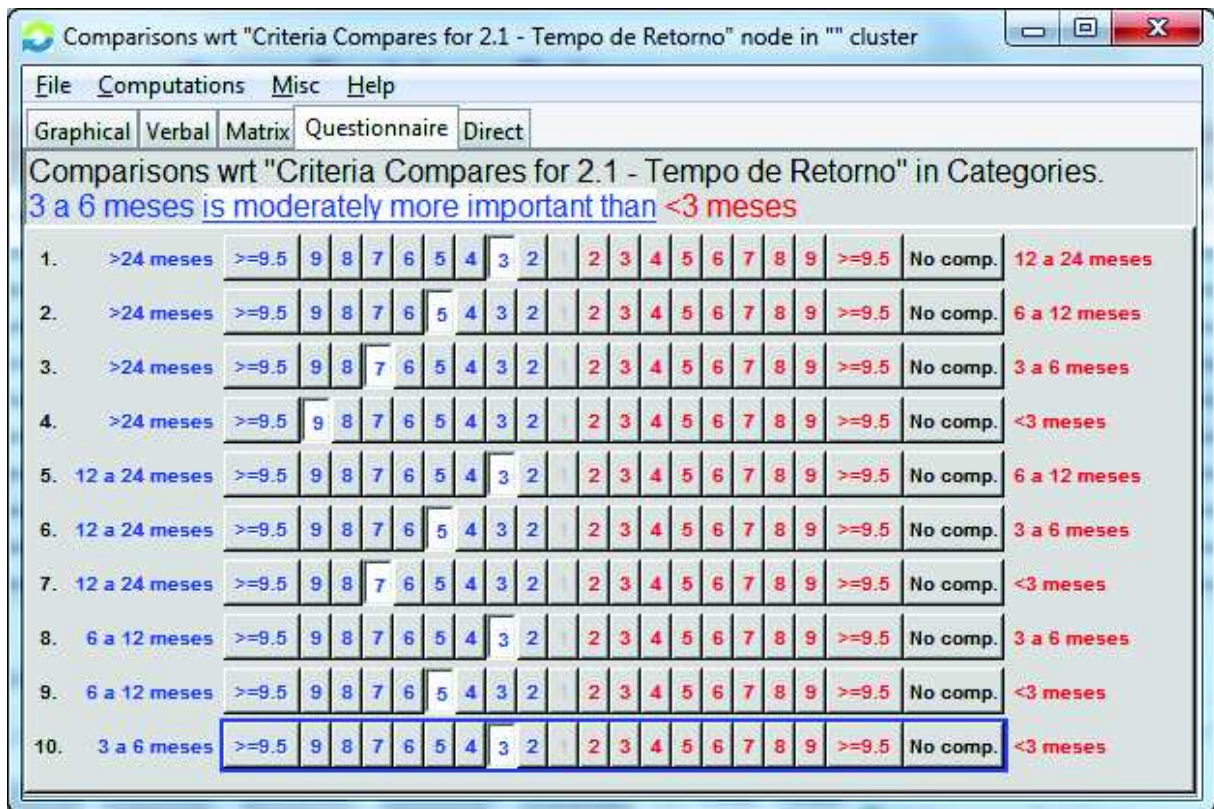 Comparisons wrt "Criteria Compares for 2.1 - Tempo de Retorno" node in "" cluster
File Computations Misc Help
Graphical Verbal Matrix Questionnaire Direct
Comparisons wrt "Criteria Compares for 2.1 - Tempo de Retorno" in Categories.
3 a 6 meses is moderately more important than <3 meses
1. >24 meses >=9.5 9 8 7 6 5 4 3 2 1 2 3 4 5 6 7 8 9 >=9.5 No comp. 12 a 24 meses
2. >24 meses >=9.5 9 8 7 6 5 4 3 2 1 2 3 4 5 6 7 8 9 >=9.5 No comp. 6 a 12 meses
3. >24 meses >=9.5 9 8 7 6 5 4 3 2 1 2 3 4 5 6 7 8 9 >=9.5 No comp. 3 a 6 meses
4. >24 meses >=9.5 9 8 7 6 5 4 3 2 1 2 3 4 5 6 7 8 9 >=9.5 No comp. <3 meses
5. 12 a 24 meses >=9.5 9 8 7 6 5 4 3 2 1 2 3 4 5 6 7 8 9 >=9.5 No comp. 6 a 12 meses
6. 12 a 24 meses >=9.5 9 8 7 6 5 4 3 2 1 2 3 4 5 6 7 8 9 >=9.5 No comp. 3 a 6 meses
7. 12 a 24 meses >=9.5 9 8 7 6 5 4 3 2 1 2 3 4 5 6 7 8 9 >=9.5 No comp. <3 meses
8. 6 a 12 meses >=9.5 9 8 7 6 5 4 3 2 1 2 3 4 5 6 7 8 9 >=9.5 No comp. 3 a 6 meses
9. 6 a 12 meses >=9.5 9 8 7 6 5 4 3 2 1 2 3 4 5 6 7 8 9 >=9.5 No comp. <3 meses
10. 3 a 6 meses >=9.5 9 8 7 6 5 4 3 2 1 2 3 4 5 6 7 8 9 >=9.5 No comp. <3 meses